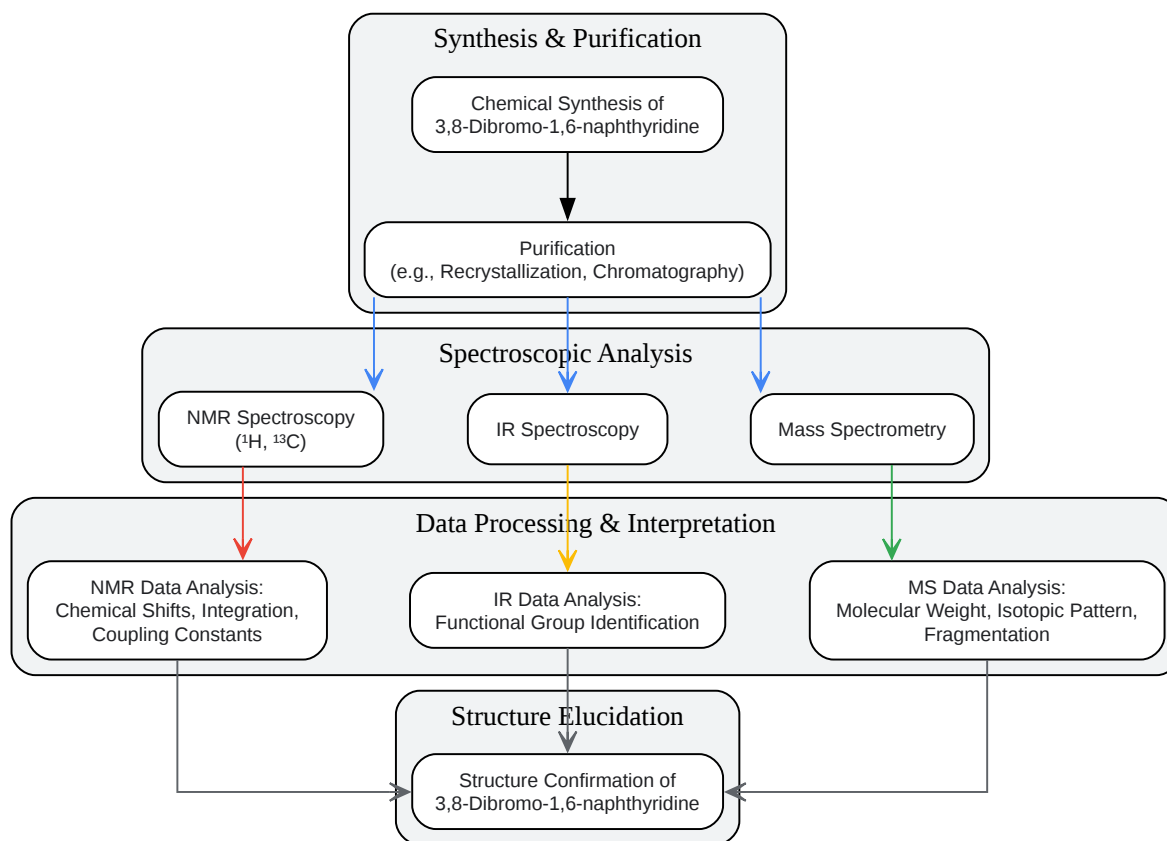 Synthesis & Purification
Chemical Synthesis of
3,8-Dibromo-1,6-naphthyridine
Purification
(e.g., Recrystallization, Chromatography)
Spectroscopic Analysis
NMR Spectroscopy
(¹H, ¹³C)
IR Spectroscopy
Mass Spectrometry
Data Processing & Interpretation
NMR Data Analysis:
Chemical Shifts, Integration,
Coupling Constants
IR Data Analysis:
Functional Group Identification
MS Data Analysis:
Molecular Weight, Isotopic Pattern,
Fragmentation
Structure Elucidation
Structure Confirmation of
3,8-Dibromo-1,6-naphthyridine